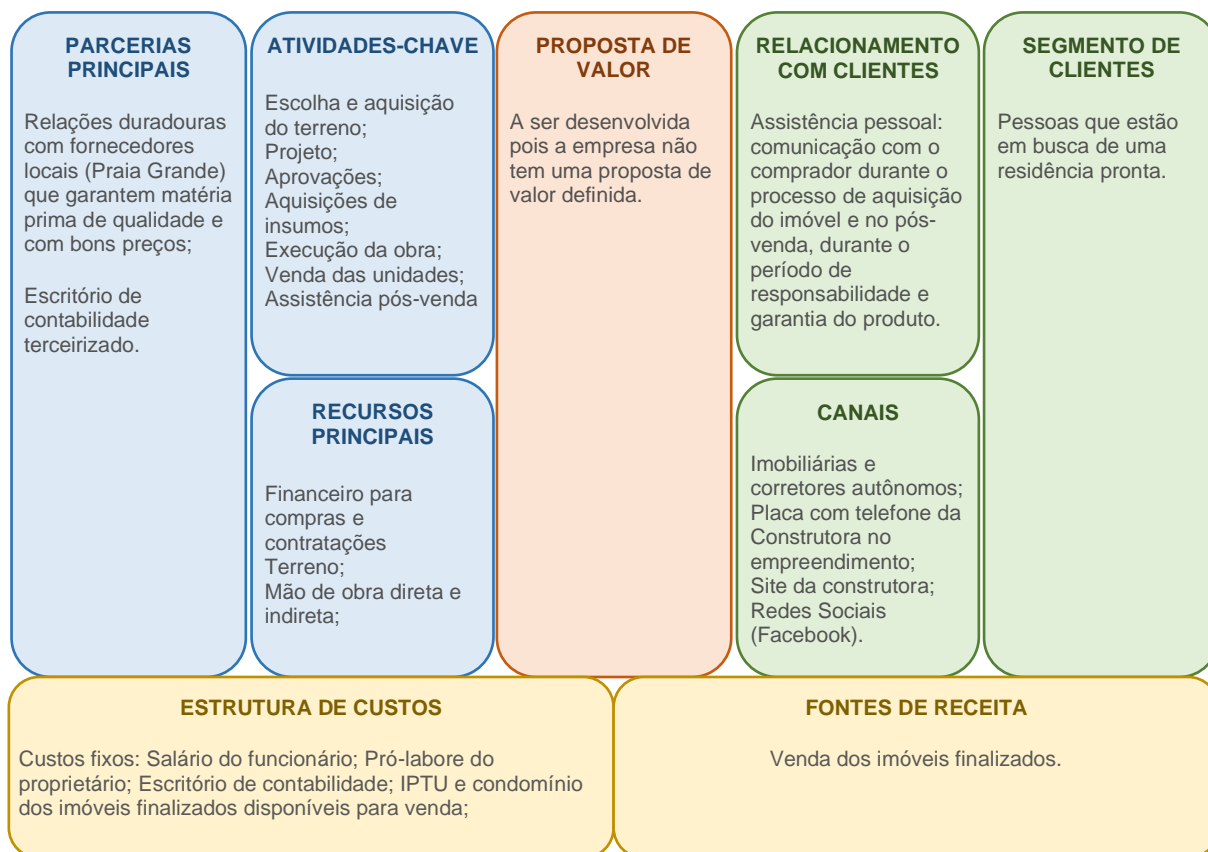 PARCERIAS
PRINCIPAIS
Relações duradouras
com fornecedores
locais (Praia Grande)
que garantem matéria
prima de qualidade e
com bons preços;
Escritório de
contabilidade
terceirizado.
ATIVIDADES-CHAVE
Escolha e aquisição
do terreno;
Projeto;
Aprovações;
Aquisições de
insumos;
Execução da obra;
Venda das unidades;
Assistência pós-venda
RECURSOS
PRINCIPAIS
Financeiro para
compras e
contratações
Terreno;
Mão de obra direta e
indireta;
PROPOSTA DE
VALOR
A ser desenvolvida
pois a empresa não
tem uma proposta de
valor definida.
RELACIONAMENTO
COM CLIENTES
Assistência pessoal:
comunicação com o
comprador durante o
processo de aquisição
do imóvel e no pós-
venda, durante o
período de
responsabilidade e
garantia do produto.
CANAIS
Imobiliárias e
corretores autônomos;
Placa com telefone da
Construtora no
empreendimento;
Site da construtora;
Redes Sociais
(Facebook).
SEGMENTO DE
CLIENTES
Pessoas que estão
em busca de uma
residência pronta.
ESTRUTURA DE CUSTOS
Custos fixos: Salário do funcionário; Pró-labore do
proprietário; Escritório de contabilidade; IPTU e condomínio
dos imóveis finalizados disponíveis para venda;
FONTES DE RECEITA
Venda dos imóveis finalizados.